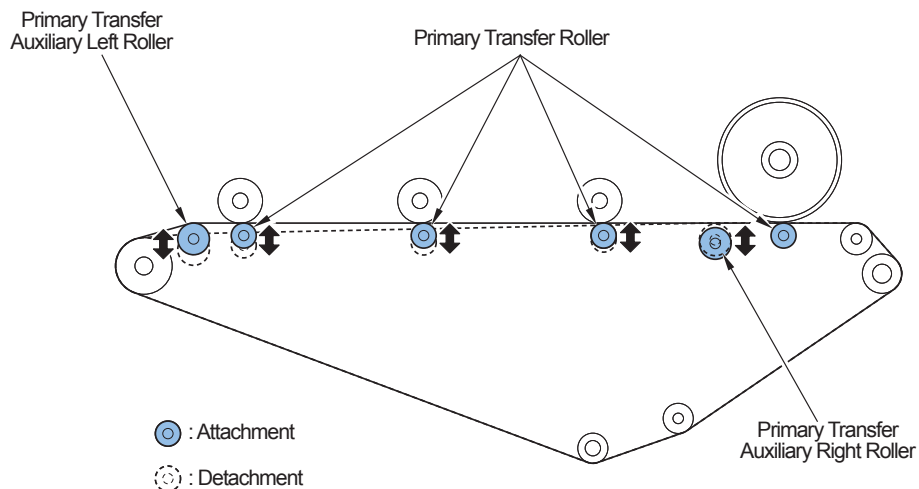 Primary Transfer
Auxiliary Left Roller
Primary Transfer Roller
: Attachment
: Detachment
Primary Transfer
Auxiliary Right Roller